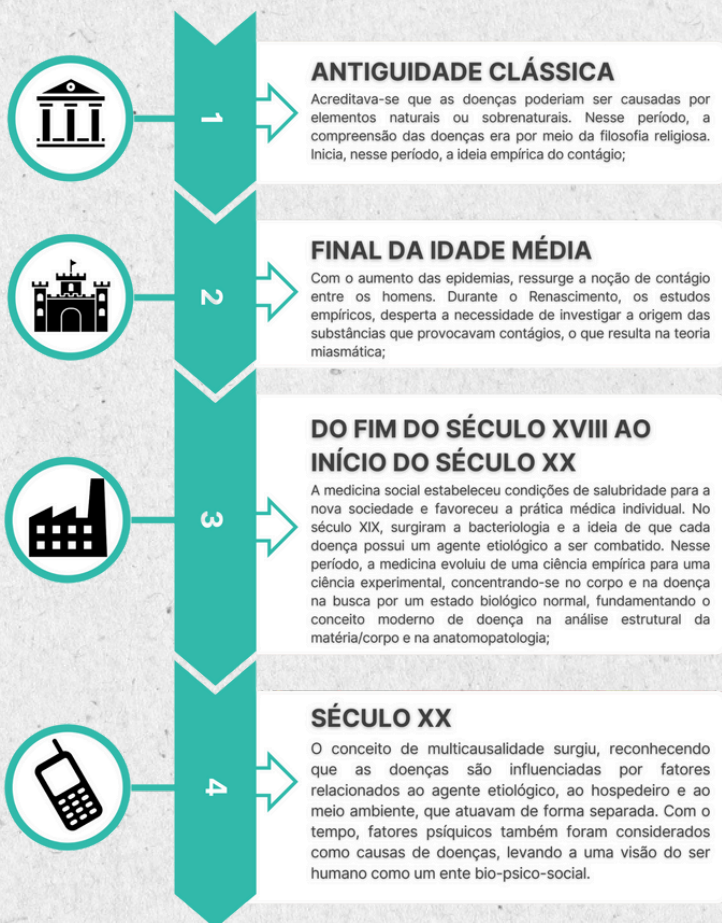 1
ANTIGUIDADE CLÁSSICA
Acreditava-se que as doenças poderiam ser causadas por
elementos naturais ou sobrenaturais. Nesse período, a
compreensão das doenças era por meio da filosofia religiosa.
Inicia, nesse período, a ideia empírica do contágio;
2
FINAL DA IDADE MÉDIA
Com o aumento das epidemias, ressurge a noção de contágio
entre os homens. Durante o Renascimento, os estudos
empíricos, desperta a necessidade de investigar a origem das
substâncias que provocavam contágios, o que resulta na teoria
miasmática;
3
DO FIM DO SÉCULO XVIII AO
INÍCIO DO SÉCULO XX
A medicina social estabeleceu condições de salubridade para a
nova sociedade e favoreceu a prática médica individual. No
século XIX, surgiram a bacteriologia e a ideia de que cada
doença possui um agente etiológico a ser combatido. Nesse
período, a medicina evoluiu de uma ciência empírica para uma
ciência experimental, concentrando-se no corpo e na doença
na busca por um estado biológico normal, fundamentando o
conceito moderno de doença na análise estrutural da
matéria/corpo e na anatomopatologia;
4
SÉCULO XX
O conceito de multicausalidade surgiu, reconhecendo
que as doenças são influenciadas por fatores
relacionados ao agente etiológico, ao hospedeiro e ao
meio ambiente, que atuavam de forma separada. Com o
tempo, fatores psíquicos também foram considerados
como causas de doenças, levando a uma visão do ser
humano como um ente bio-psico-social.